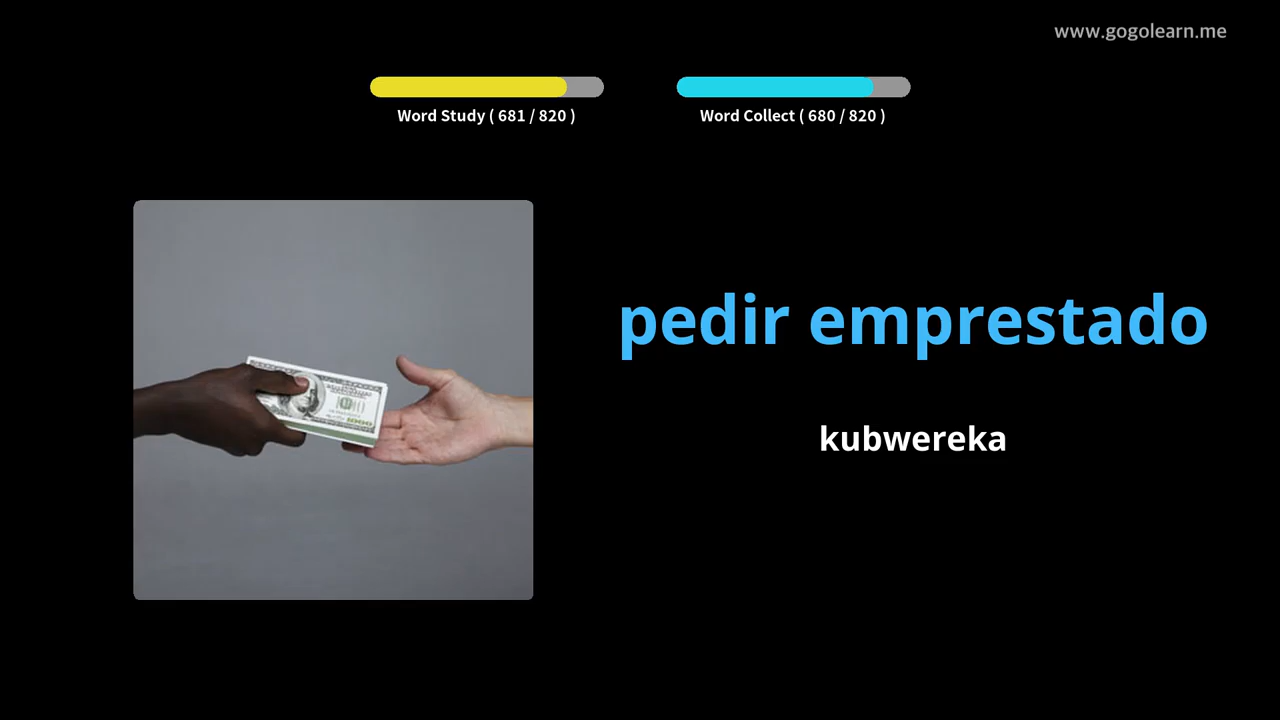 www.gogolearn.me
Word Study ( 681 / 820 )
Word Collect ( 680 / 820 )
pedir emprestado
kubwereka